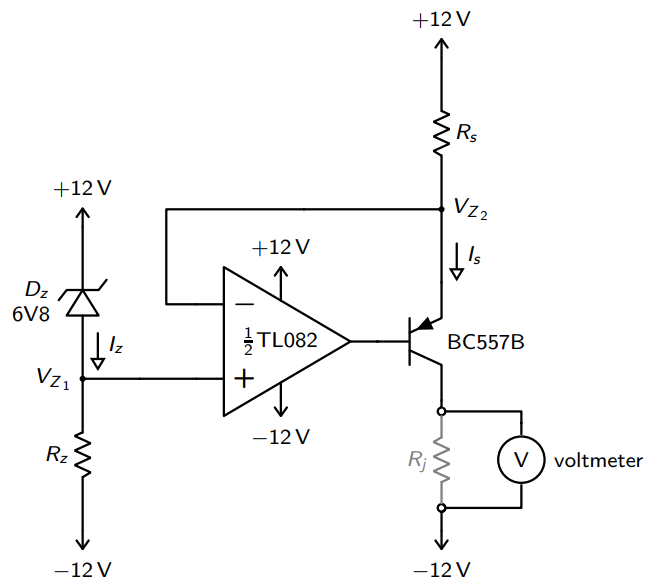 +12 V
R_s
+12 V
V_{Z_2}
+12 V
I_s
D_z
6V8
−
½ TL082
BC557B
I_z
V_{Z_1}
+
−12 V
R_z
R_j
V
voltmeter
−12 V
−12 V